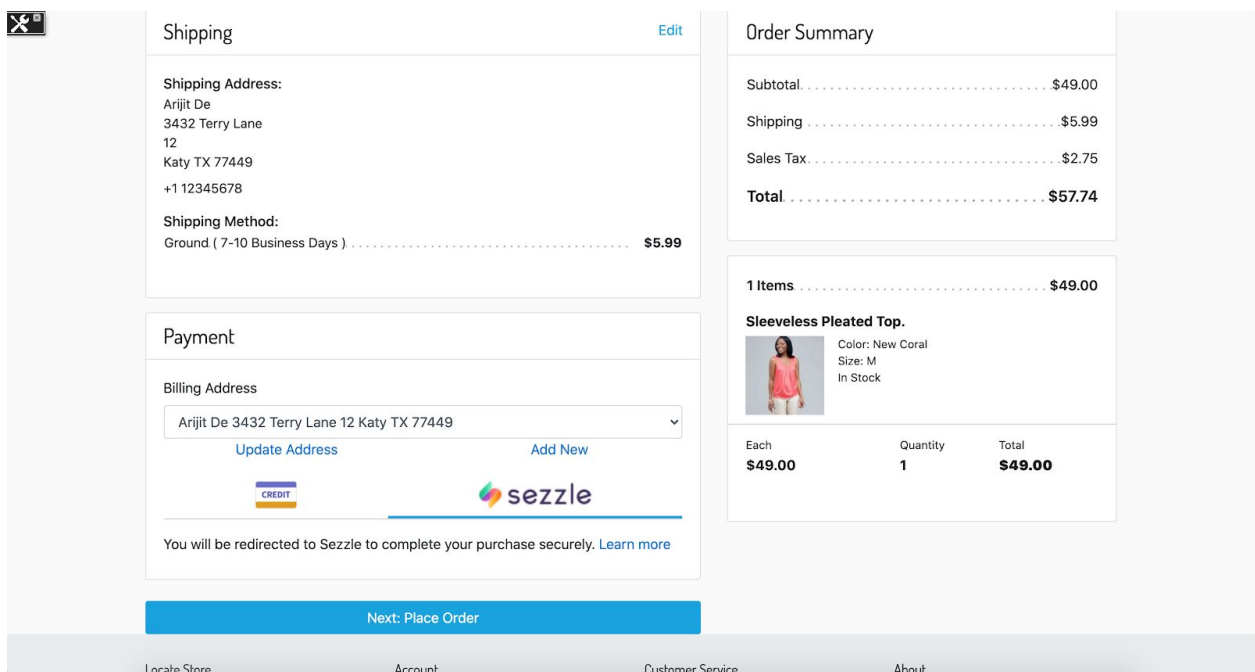 Shipping
Edit
Shipping Address:
Arijit De
3432 Terry Lane
12
Katy TX 77449
+1 12345678
Shipping Method:
Ground ( 7-10 Business Days ) $5.99
Payment
Billing Address
Arijit De 3432 Terry Lane 12 Katy TX 77449
Update Address
Add New
CREDIT
sezzle
You will be redirected to Sezzle to complete your purchase securely. Learn more
Next: Place Order
Order Summary
Subtotal $49.00
Shipping $5.99
Sales Tax $2.75
Total $57.74
1 Items $49.00
Sleeveless Pleated Top.
Color: New Coral
Size: M
In Stock
Each Quantity Total
$49.00 1 $49.00
Locate Store Account Customer Service About